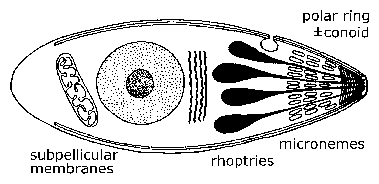 polar ring
±conoid
micronemes
rhoptries
subpellicular
membranes